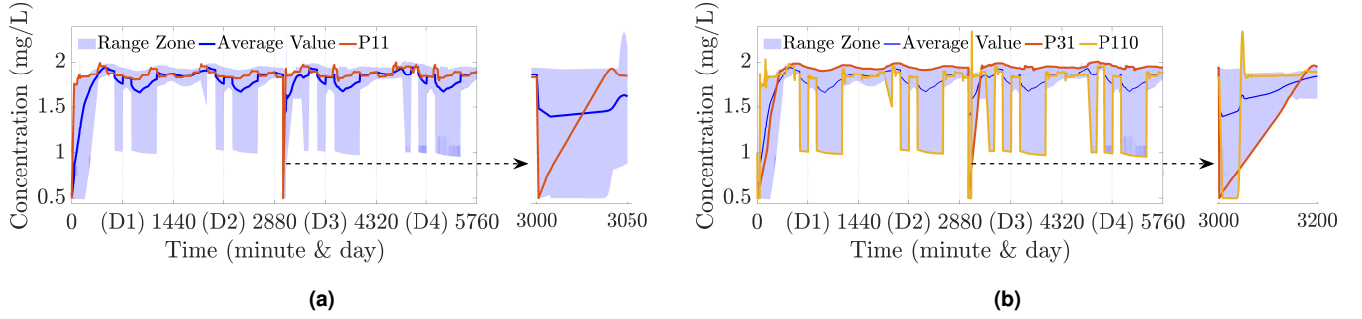 Concentration (mg/L)
2
1.5
1
0.5
Range Zone Average Value P11
0 (D1) 1440 (D2) 2880 (D3) 4320 (D4) 5760
Time (minute & day)
3000 3050
(a)
Concentration (mg/L)
2
1.5
1
0.5
Range Zone Average Value P31 P110
0 (D1) 1440 (D2) 2880 (D3) 4320 (D4) 5760
Time (minute & day)
3000 3200
(b)